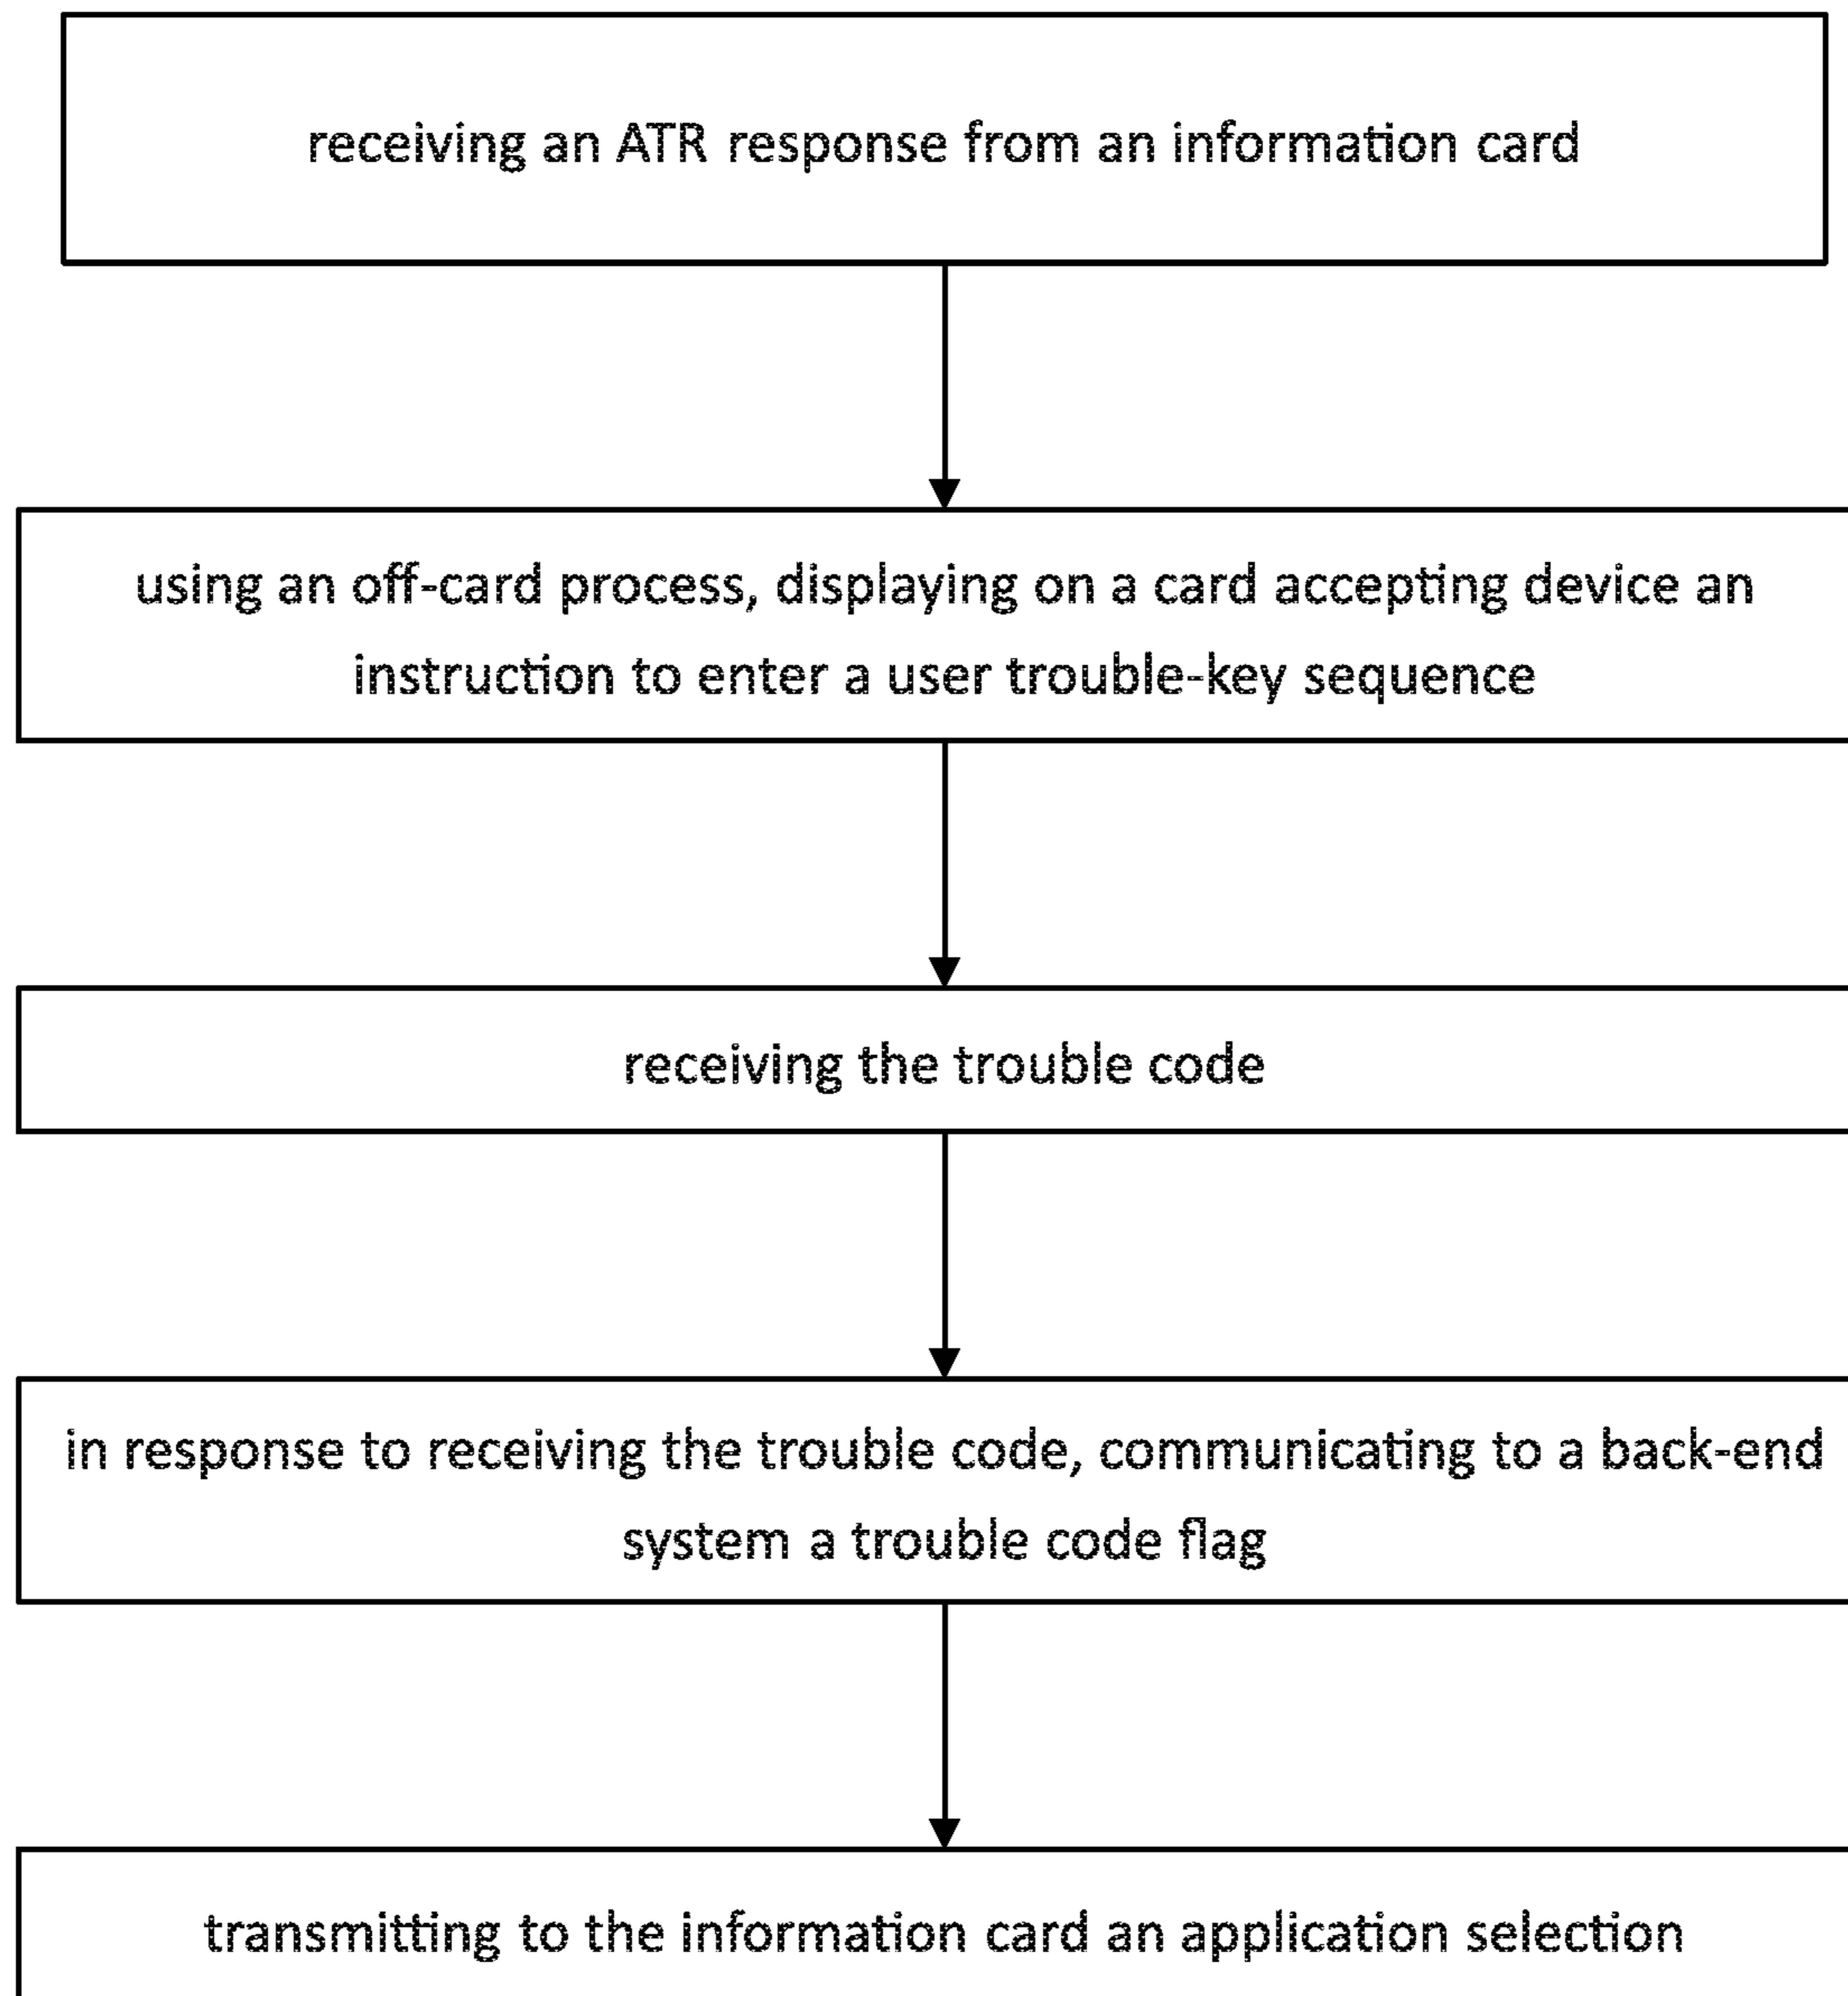 receiving an ATR response from an information card
using an off-card process, displaying on a card accepting device an
instruction to enter a user trouble-key sequence
receiving the trouble code
in response to receiving the trouble code, communicating to a back-end
system a trouble code flag
transmitting to the information card an application selection